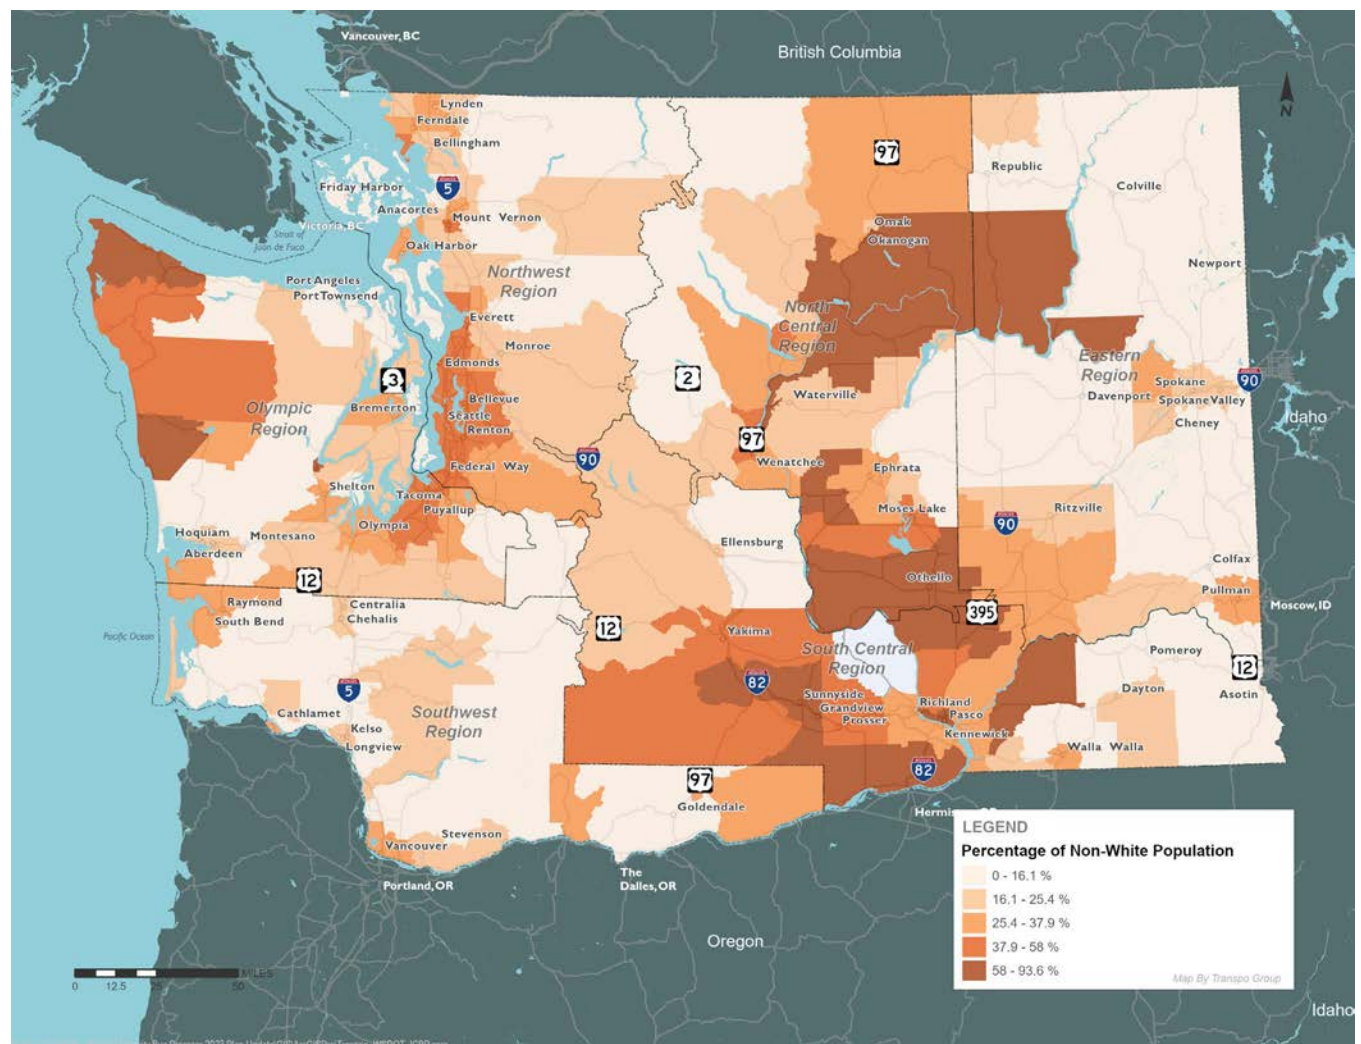 Vancouver, BC
British Columbia
N
Lynden
Ferndale
Bellingham
97
Republic
Colville
Friday Harbor
5
Anacortes
Mount Vernon
Victoria, BC
Strait of
Juan de Fuca
Oak Harbor
Omak
Okanogan
Newport
Port Angeles
Port Townsend
Northwest
Region
North
Central
Region
Everett
Monroe
Edmonds
3
2
Eastern
Region
Spokane
90
Davenport
Spokane Valley
Cheney
Idaho
Olympic
Region
Bremerton
Bellevue
Seattle
Renton
Waterville
97
Wenatchee
90
Federal Way
Ephrata
Shelton
Tacoma
Puyallup
Olympia
Moses Lake
90
Ritzville
Hoquiam
Aberdeen
Montesano
Ellensburg
Othello
Colfax
Pullman
Moscow, ID
12
Raymond
South Bend
Centralia
Chehalis
395
Pacific Ocean
12
Yakima
South Central
Region
Pomeroy
12
Asotin
5
82
Sunnyside
Grandview
Prosser
Richland
Pasco
Kennewick
Dayton
Cathlamet
Kelso
Longview
Southwest
Region
Walla Walla
97
82
Goldendale
Stevenson
Vancouver
Portland, OR
The
Dalles, OR
Oregon
LEGEND
Percentage of Non-White Population
0 - 16.1 %
16.1 - 25.4 %
25.4 - 37.9 %
37.9 - 58 %
58 - 93.6 %
Map By Transpo Group
MILES
0 12.5 25 50
Idaho